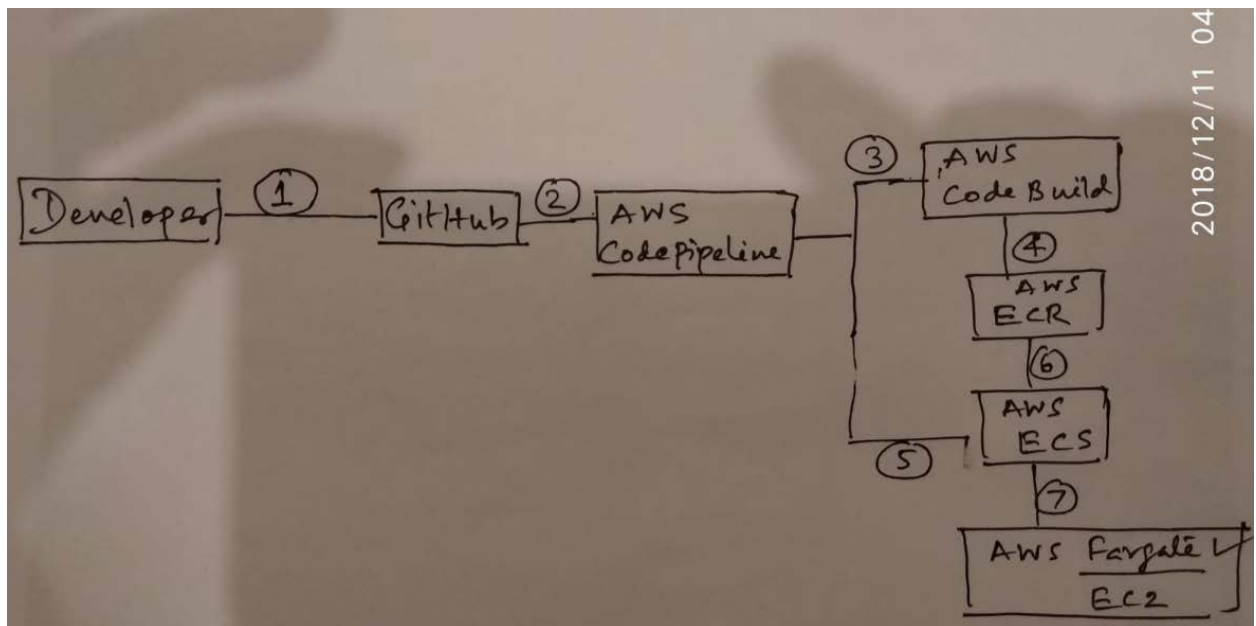 Developer
1
GitHub
2
AWS
Codepipeline
3
AWS
Code Build
4
AWS
ECR
6
AWS
ECS
5
7
AWS Fargate
EC2
2018/12/11 04